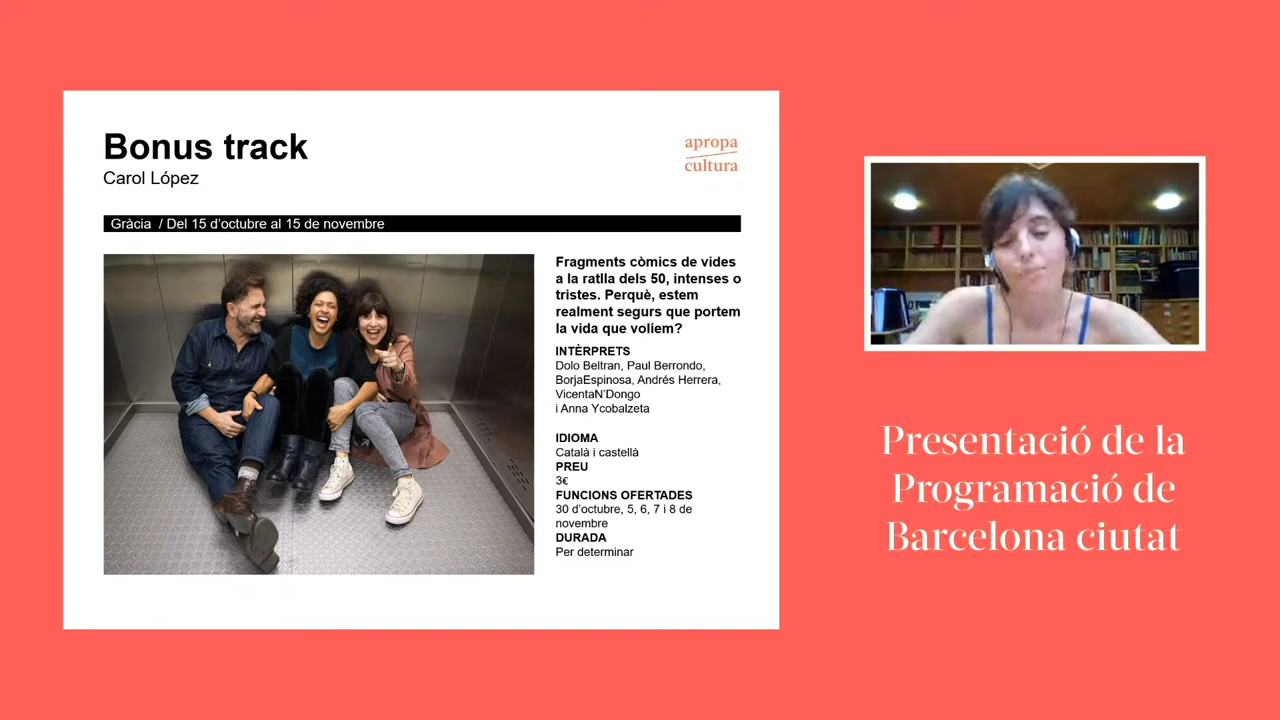 Bonus track
Carol López
apropa
cultura
Gràcia / Del 15 d'octubre al 15 de novembre
Fragments còmics de vides
a la ratlla dels 50, intenses o
tristes. Perquè, estem
realment segurs que portem
la vida que volíem?
INTÈRPRETS
Dolo Beltran, Paul Berrondo,
BorjaEspinosa, Andrés Herrera,
VicentaN'Dongo
i Anna Ycobalzeta
IDIOMA
Català i castellà
PREU
3€
FUNCIONS OFERTADES
30 d'octubre, 5, 6, 7 i 8 de
novembre
DURADA
Per determinar
Presentació de la
Programació de
Barcelona ciutat